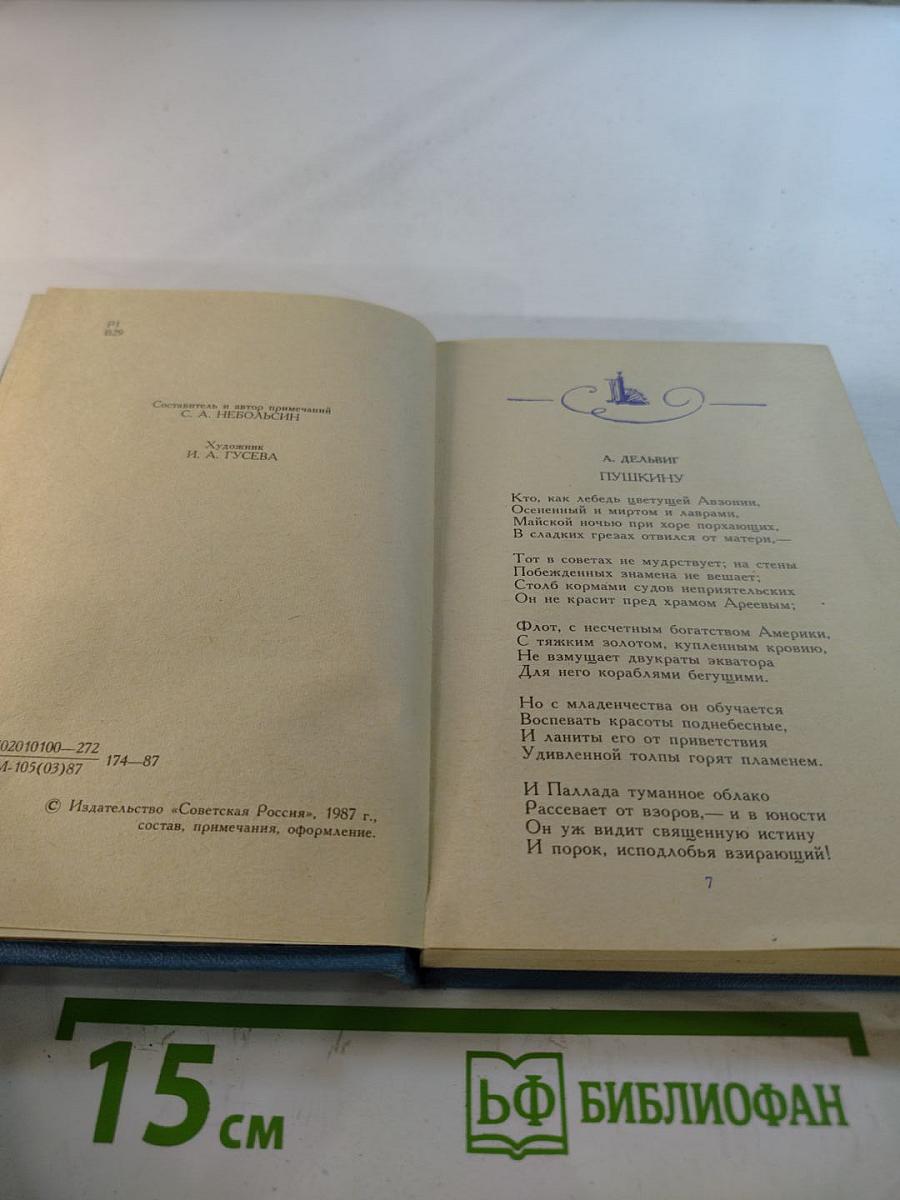 Р1
В29
Составитель и автор примечаний
С. А. НЕБОЛЬСИН
Художник
И. А. ГУСЕВА
02010100—272
М-105(03)87
174—87
© Издательство «Советская Россия», 1987 г.,
состав, примечания, оформление.
А. ДЕЛЬВИГ
ПУШКИНУ
Кто, как лебедь цветущей Авзонии,
Осененный и миртом и лаврами,
Майской ночью при хоре порхающих,
В сладких грезах отвился от матери,—
Тот в советах не мудрствует; на стены
Побежденных знамена не вешает;
Столб кормами судов неприятельских
Он не красит пред храмом Ареевым;
Флот, с несчетным богатством Америки,
С тяжким золотом, купленным кровию,
Не взмущает двукраты экватора
Для него кораблями бегущими.
Но с младенчества он обучается
Воспевать красоты поднебесные,
И ланиты его от приветствия
Удивленной толпы горят пламенем.
И Паллада туманное облако
Рассевает от взоров,— и в юности
Он уж видит священную истину
И порок, исподлобья взирающий!
7
15 см
ЬФ БИБЛИОФАН